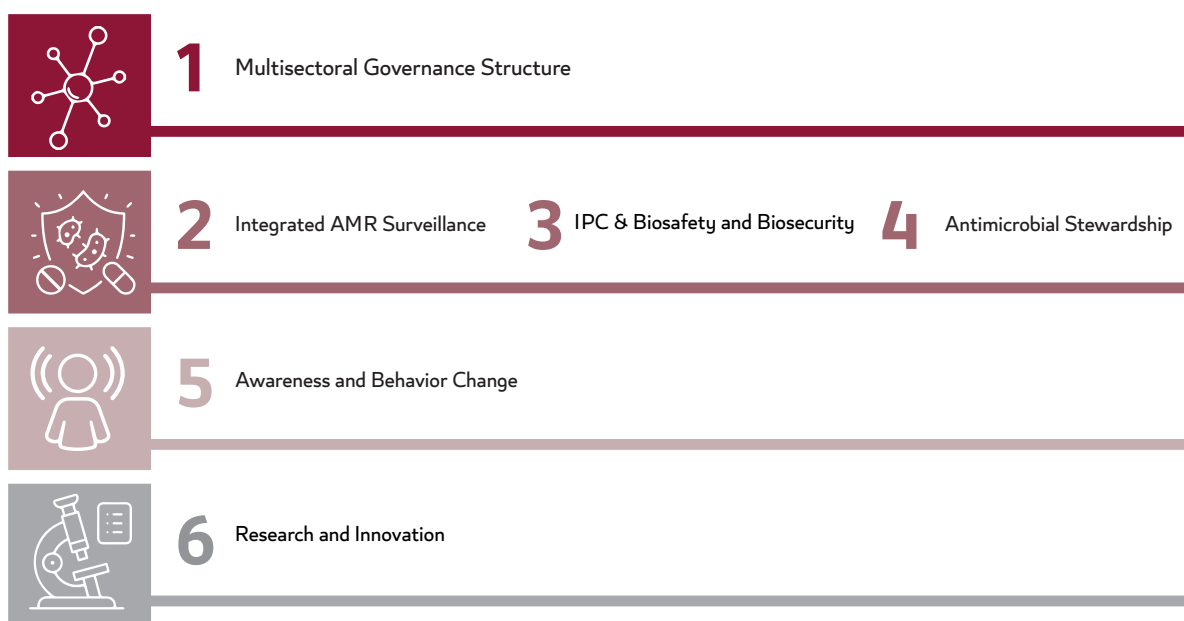 1 Multisectoral Governance Structure
2 Integrated AMR Surveillance 3 IPC & Biosafety and Biosecurity 4 Antimicrobial Stewardship
5 Awareness and Behavior Change
6 Research and Innovation